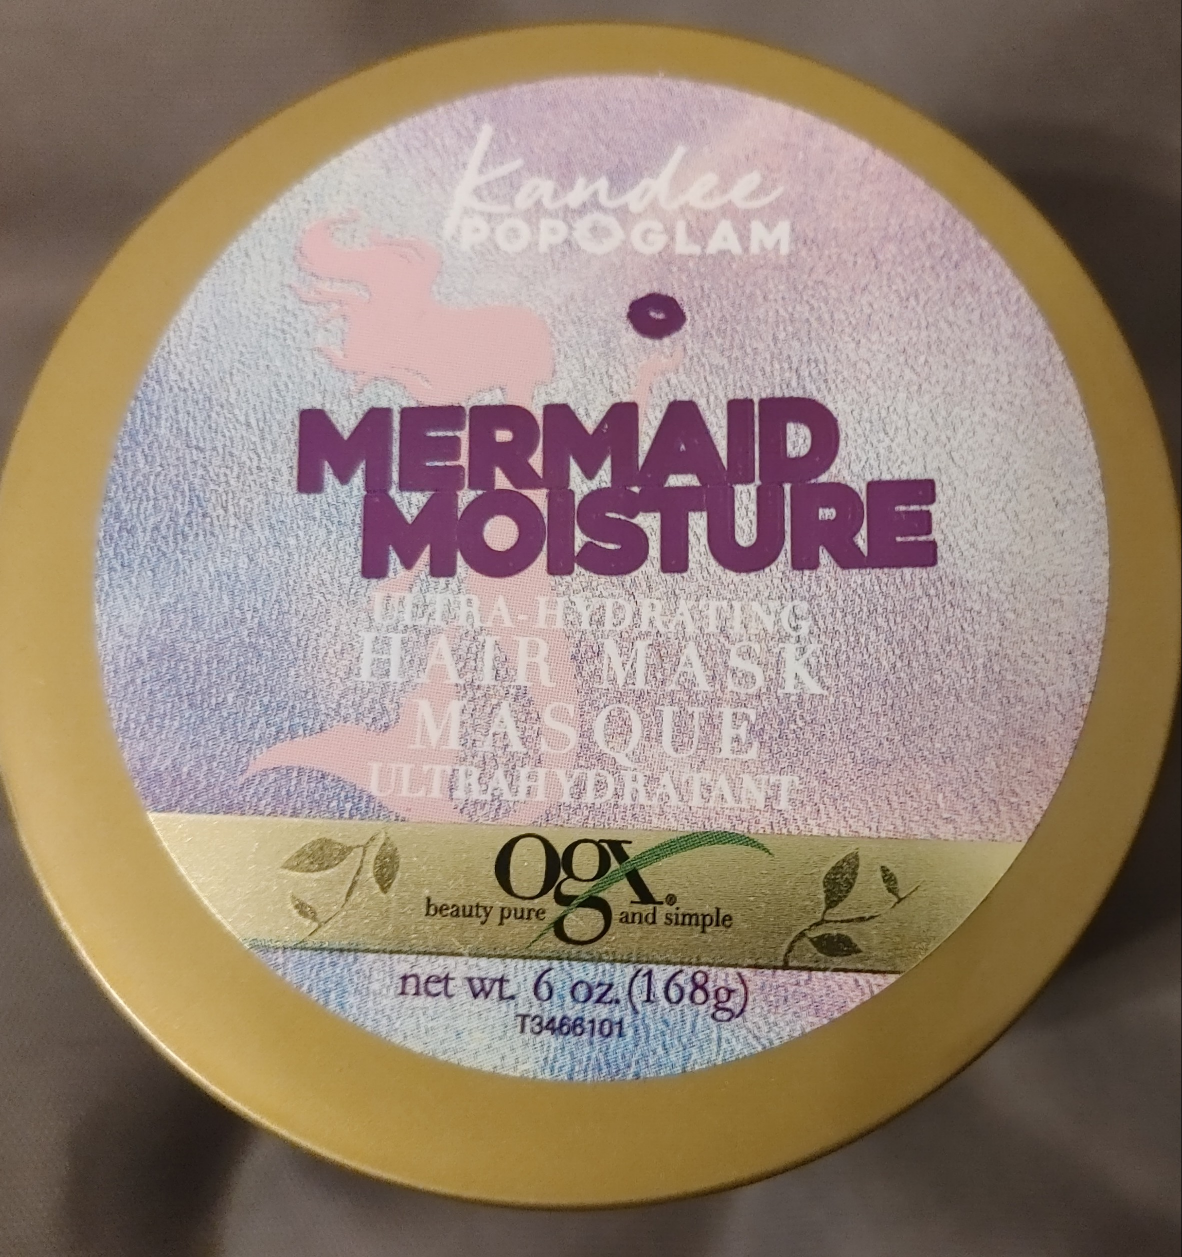 Kandee
POPOGLAM
MERMAID
MOISTURE
ULTRA-HYDRATING
HAIR MASK
MASQUE
ULTRAHYDRATANT
Ogx®
beauty pure and simple
net wt. 6 oz. (168g)
T3466101